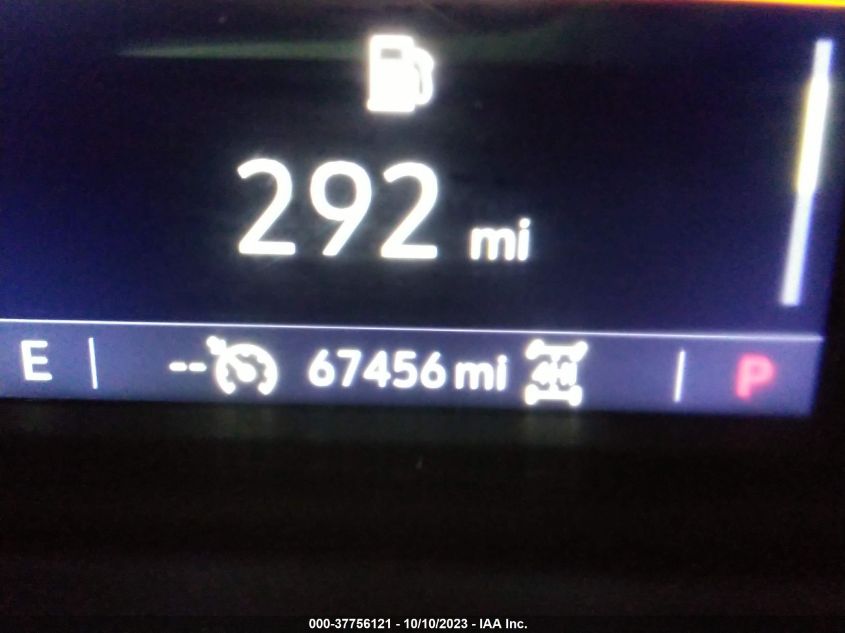 292 mi
E -- 67456 mi P
000-37756121 - 10/10/2023 - IAA Inc.